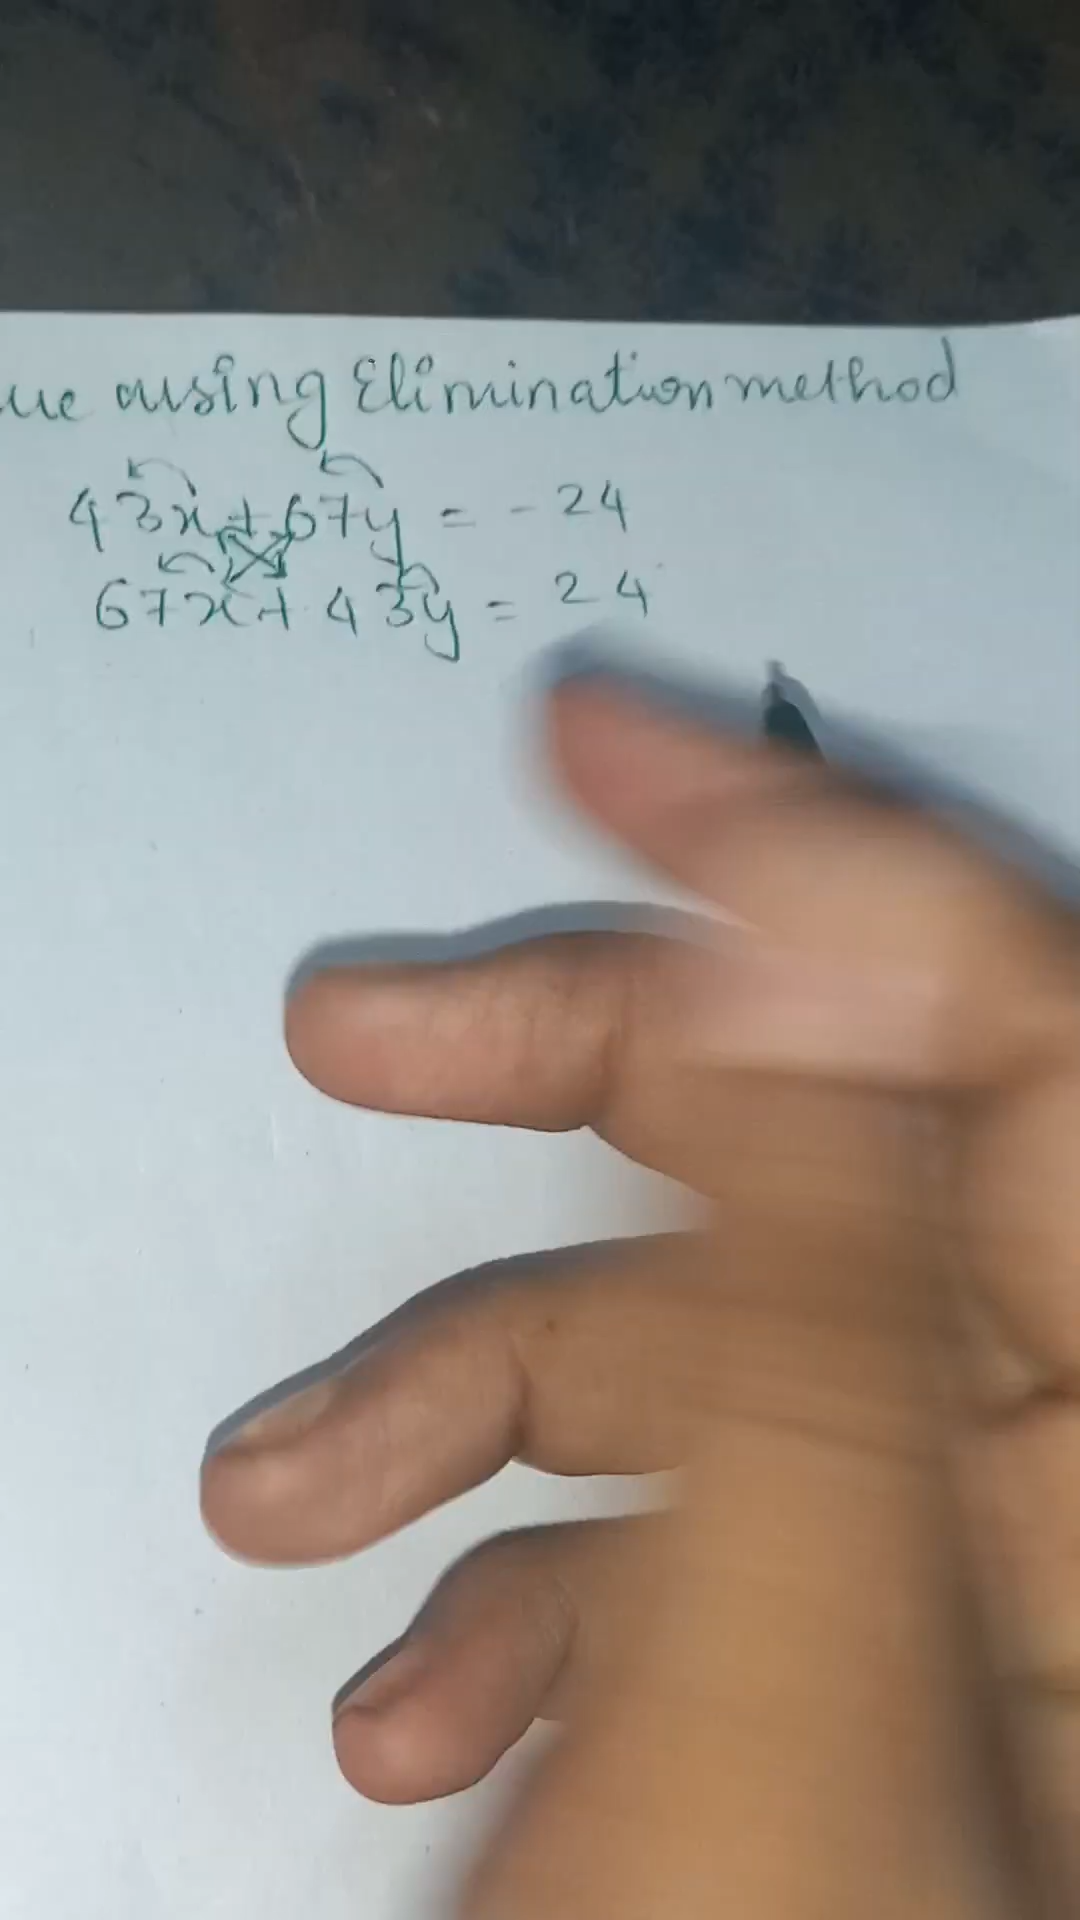 using Elimination method
43x + 67y = - 24
67x + 43y = 24